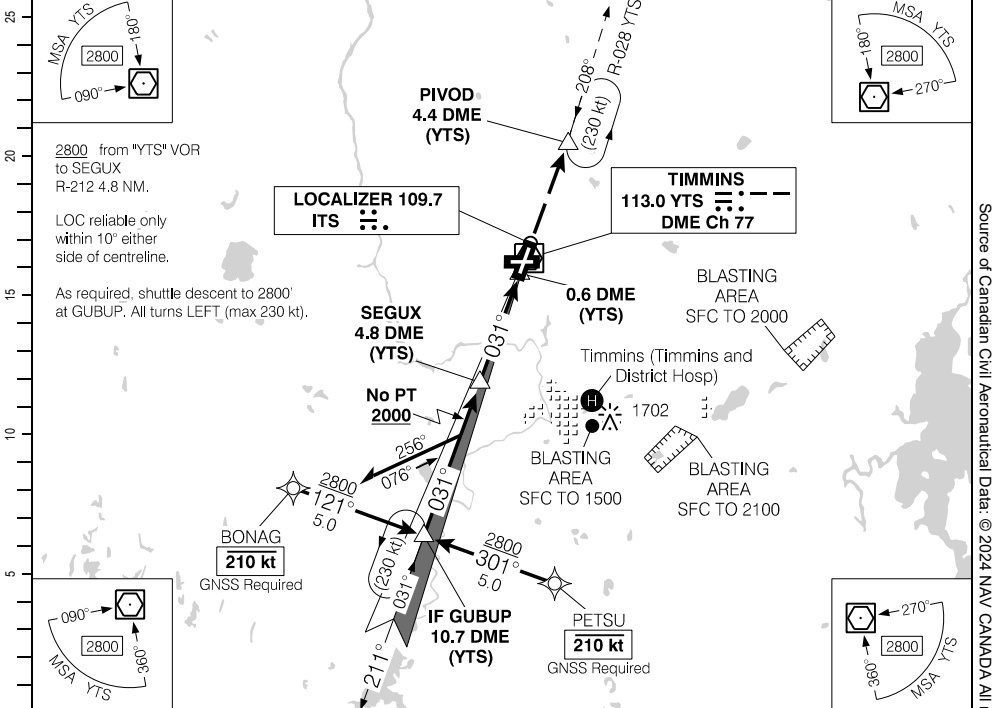 25
20
15
10
5
MSA YTS
2800
180°
090°
MSA YTS
2800
180°
270°
R-028 YTS
208°
(230 kt)
PIVOD
4.4 DME
(YTS)
2800 from "YTS" VOR
to SEGUX
R-212 4.8 NM.
LOC reliable only
within 10° either
side of centreline.
As required, shuttle descent to 2800'
at GUBUP. All turns LEFT (max 230 kt).
LOCALIZER 109.7
ITS
TIMMINS
113.0 YTS
DME Ch 77
0.6 DME
(YTS)
BLASTING
AREA
SFC TO 2000
SEGUX
4.8 DME
(YTS)
031°
Timmins (Timmins and
District Hosp)
H
1702
No PT
2000
BLASTING
AREA
SFC TO 1500
BLASTING
AREA
SFC TO 2100
256°
076°
031°
2800
121°
5.0
BONAG
210 kt
GNSS Required
2800
301°
5.0
(230 kt)
031°
PETSU
210 kt
GNSS Required
IF GUBUP
10.7 DME
(YTS)
211°
090°
2800
360°
MSA YTS
270°
2800
360°
MSA YTS
Source of Canadian Civil Aeronautical Data: © 2024 NAV CANADA All